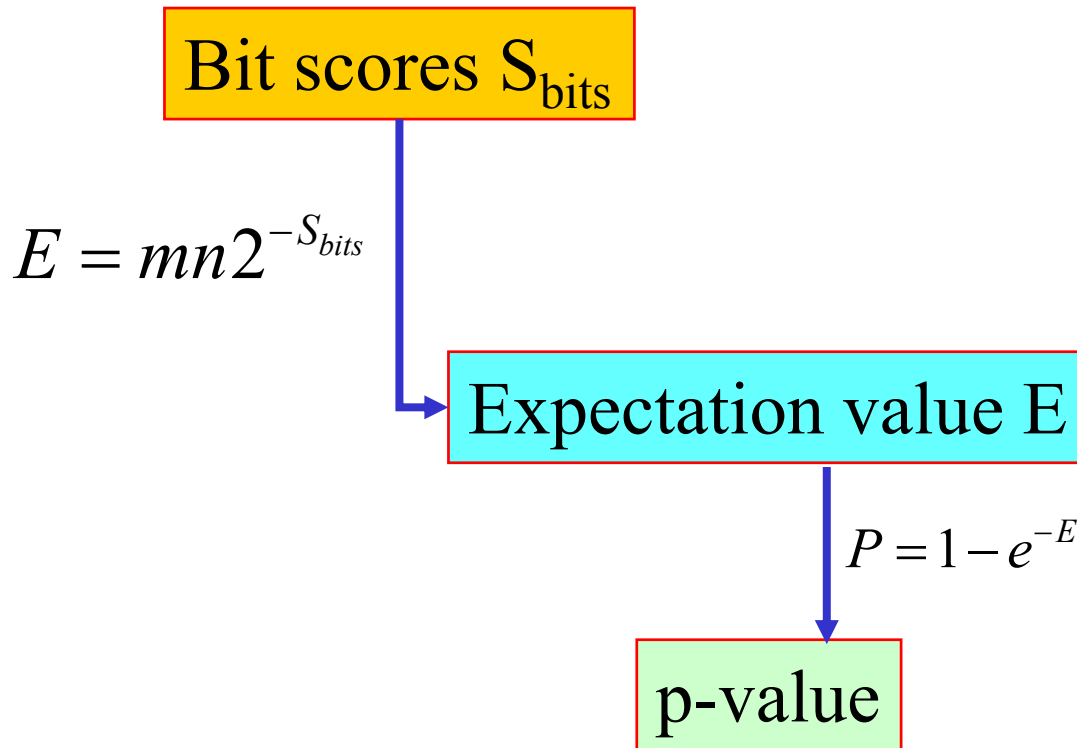 Bit scores S_bits
E = mn2^{-S_bits}
Expectation value E
P = 1 - e^{-E}
p-value